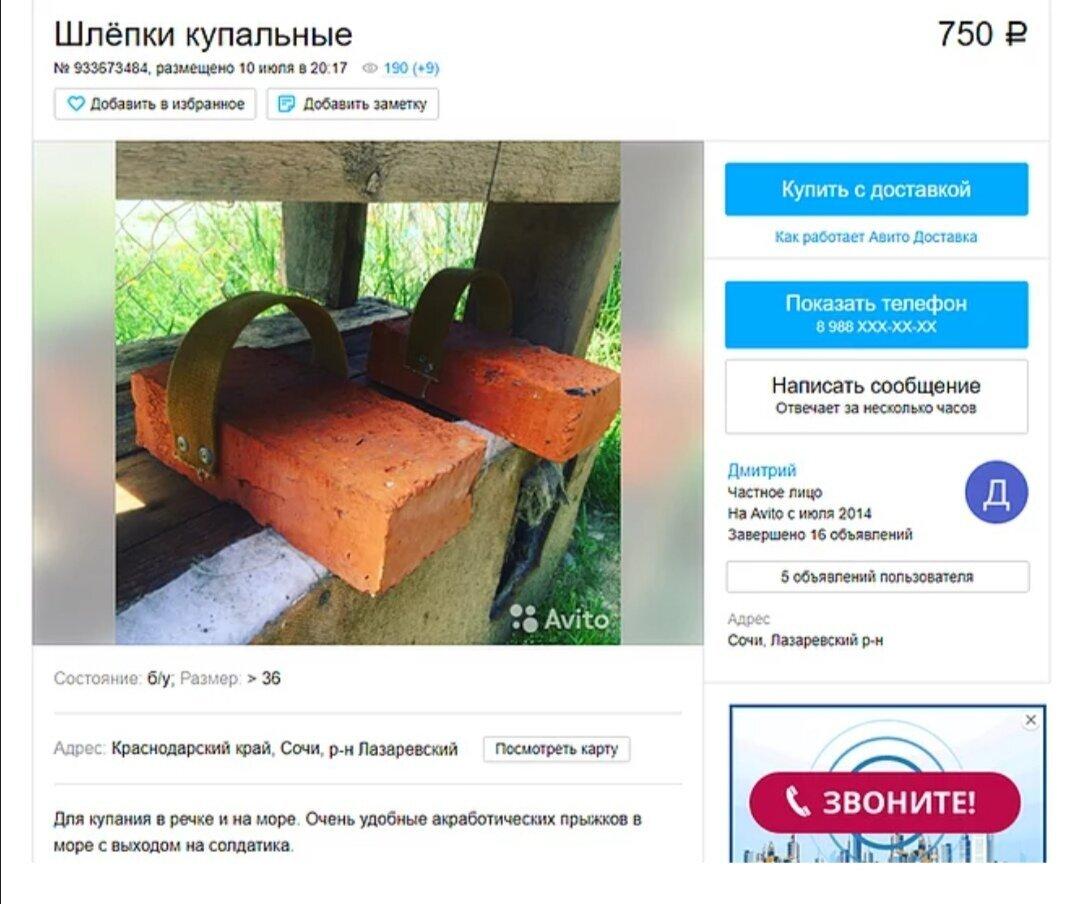 Шлёпки купальные
750 ₽
№ 933673484, размещено 10 июля в 20:17 190 (+9)
Добавить в избранное
Добавить заметку
Купить с доставкой
Как работает Авито Доставка
Показать телефон
8 988 XXX-XX-XX
Написать сообщение
Отвечает за несколько часов
Дмитрий
Частное лицо
На Avito с июля 2014
Завершено 16 объявлений
Д
5 объявлений пользователя
Адрес
Сочи, Лазаревский р-н
Avito
Состояние: б/у; Размер: > 36
Адрес: Краснодарский край, Сочи, р-н Лазаревский
Посмотреть карту
ЗВОНИТЕ!
Для купания в речке и на море. Очень удобные акработических прыжков в
море с выходом на солдатика.